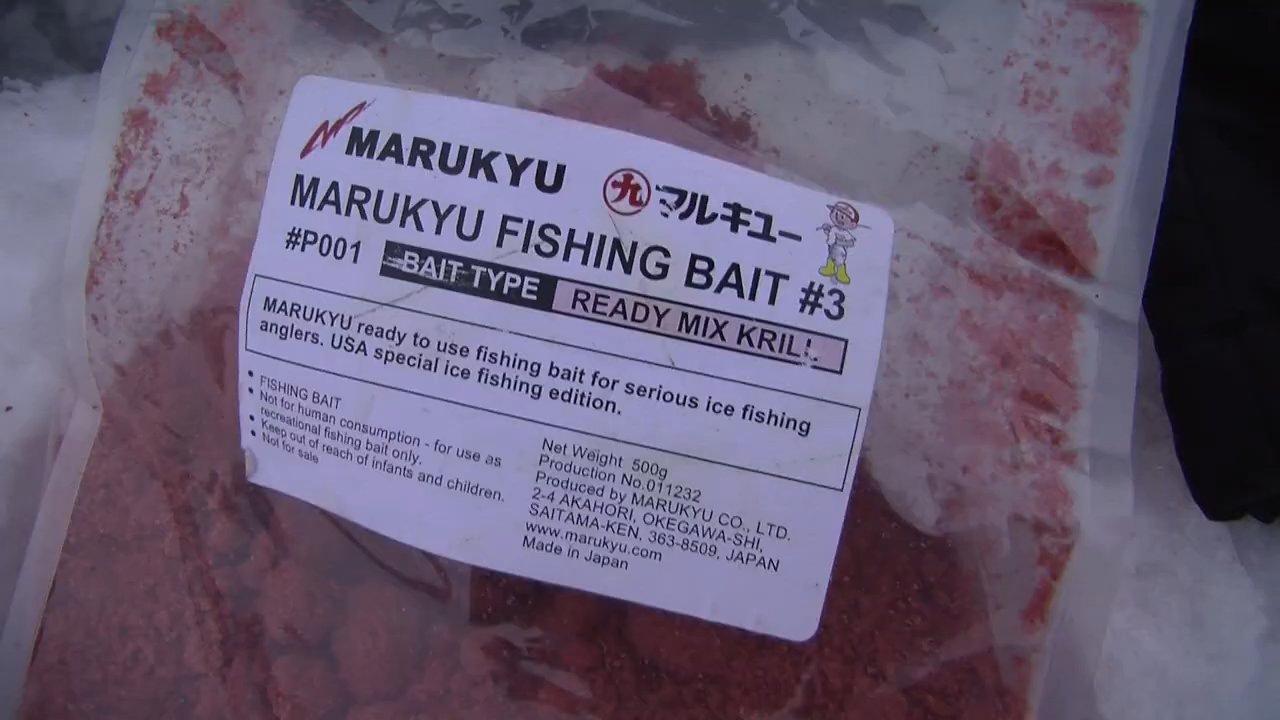 MARUKYU 九 マルキユー
MARUKYU FISHING BAIT #3
#P001 BAIT TYPE READY MIX KRILL
MARUKYU ready to use fishing bait for serious ice fishing
anglers. USA special ice fishing edition.
• FISHING BAIT
• Not for human consumption - for use as
recreational fishing bait only.
• Keep out of reach of infants and children.
• Not for sale
Net Weight 500g
Production No.011232
Produced by MARUKYU CO., LTD.
2-4 AKAHORI, OKEGAWA-SHI,
SAITAMA-KEN, 363-8509, JAPAN
www.marukyu.com
Made in Japan